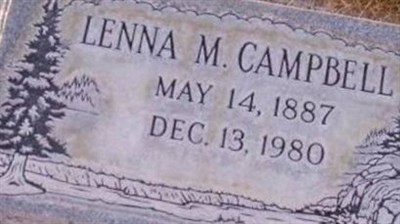 LENNA M. CAMPBELL
MAY 14, 1887
DEC. 13, 1980